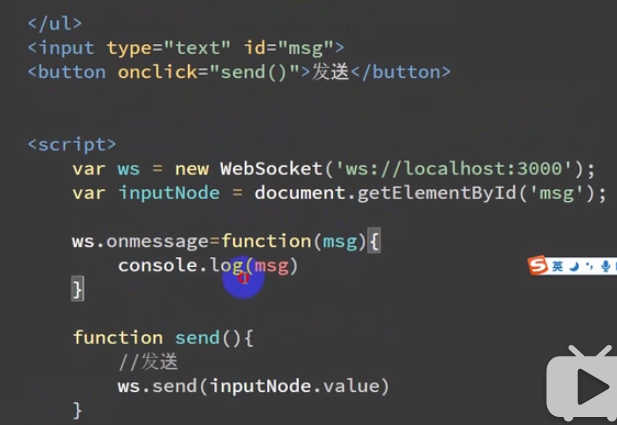 </ul>
<input type="text" id="msg">
<button onclick="send()">发送</button>
<script>
var ws = new WebSocket('ws://localhost:3000');
var inputNode = document.getElementById('msg');
ws.onmessage=function(msg){
console.log(msg)
}
function send(){
//发送
ws.send(inputNode.value)
}
S英